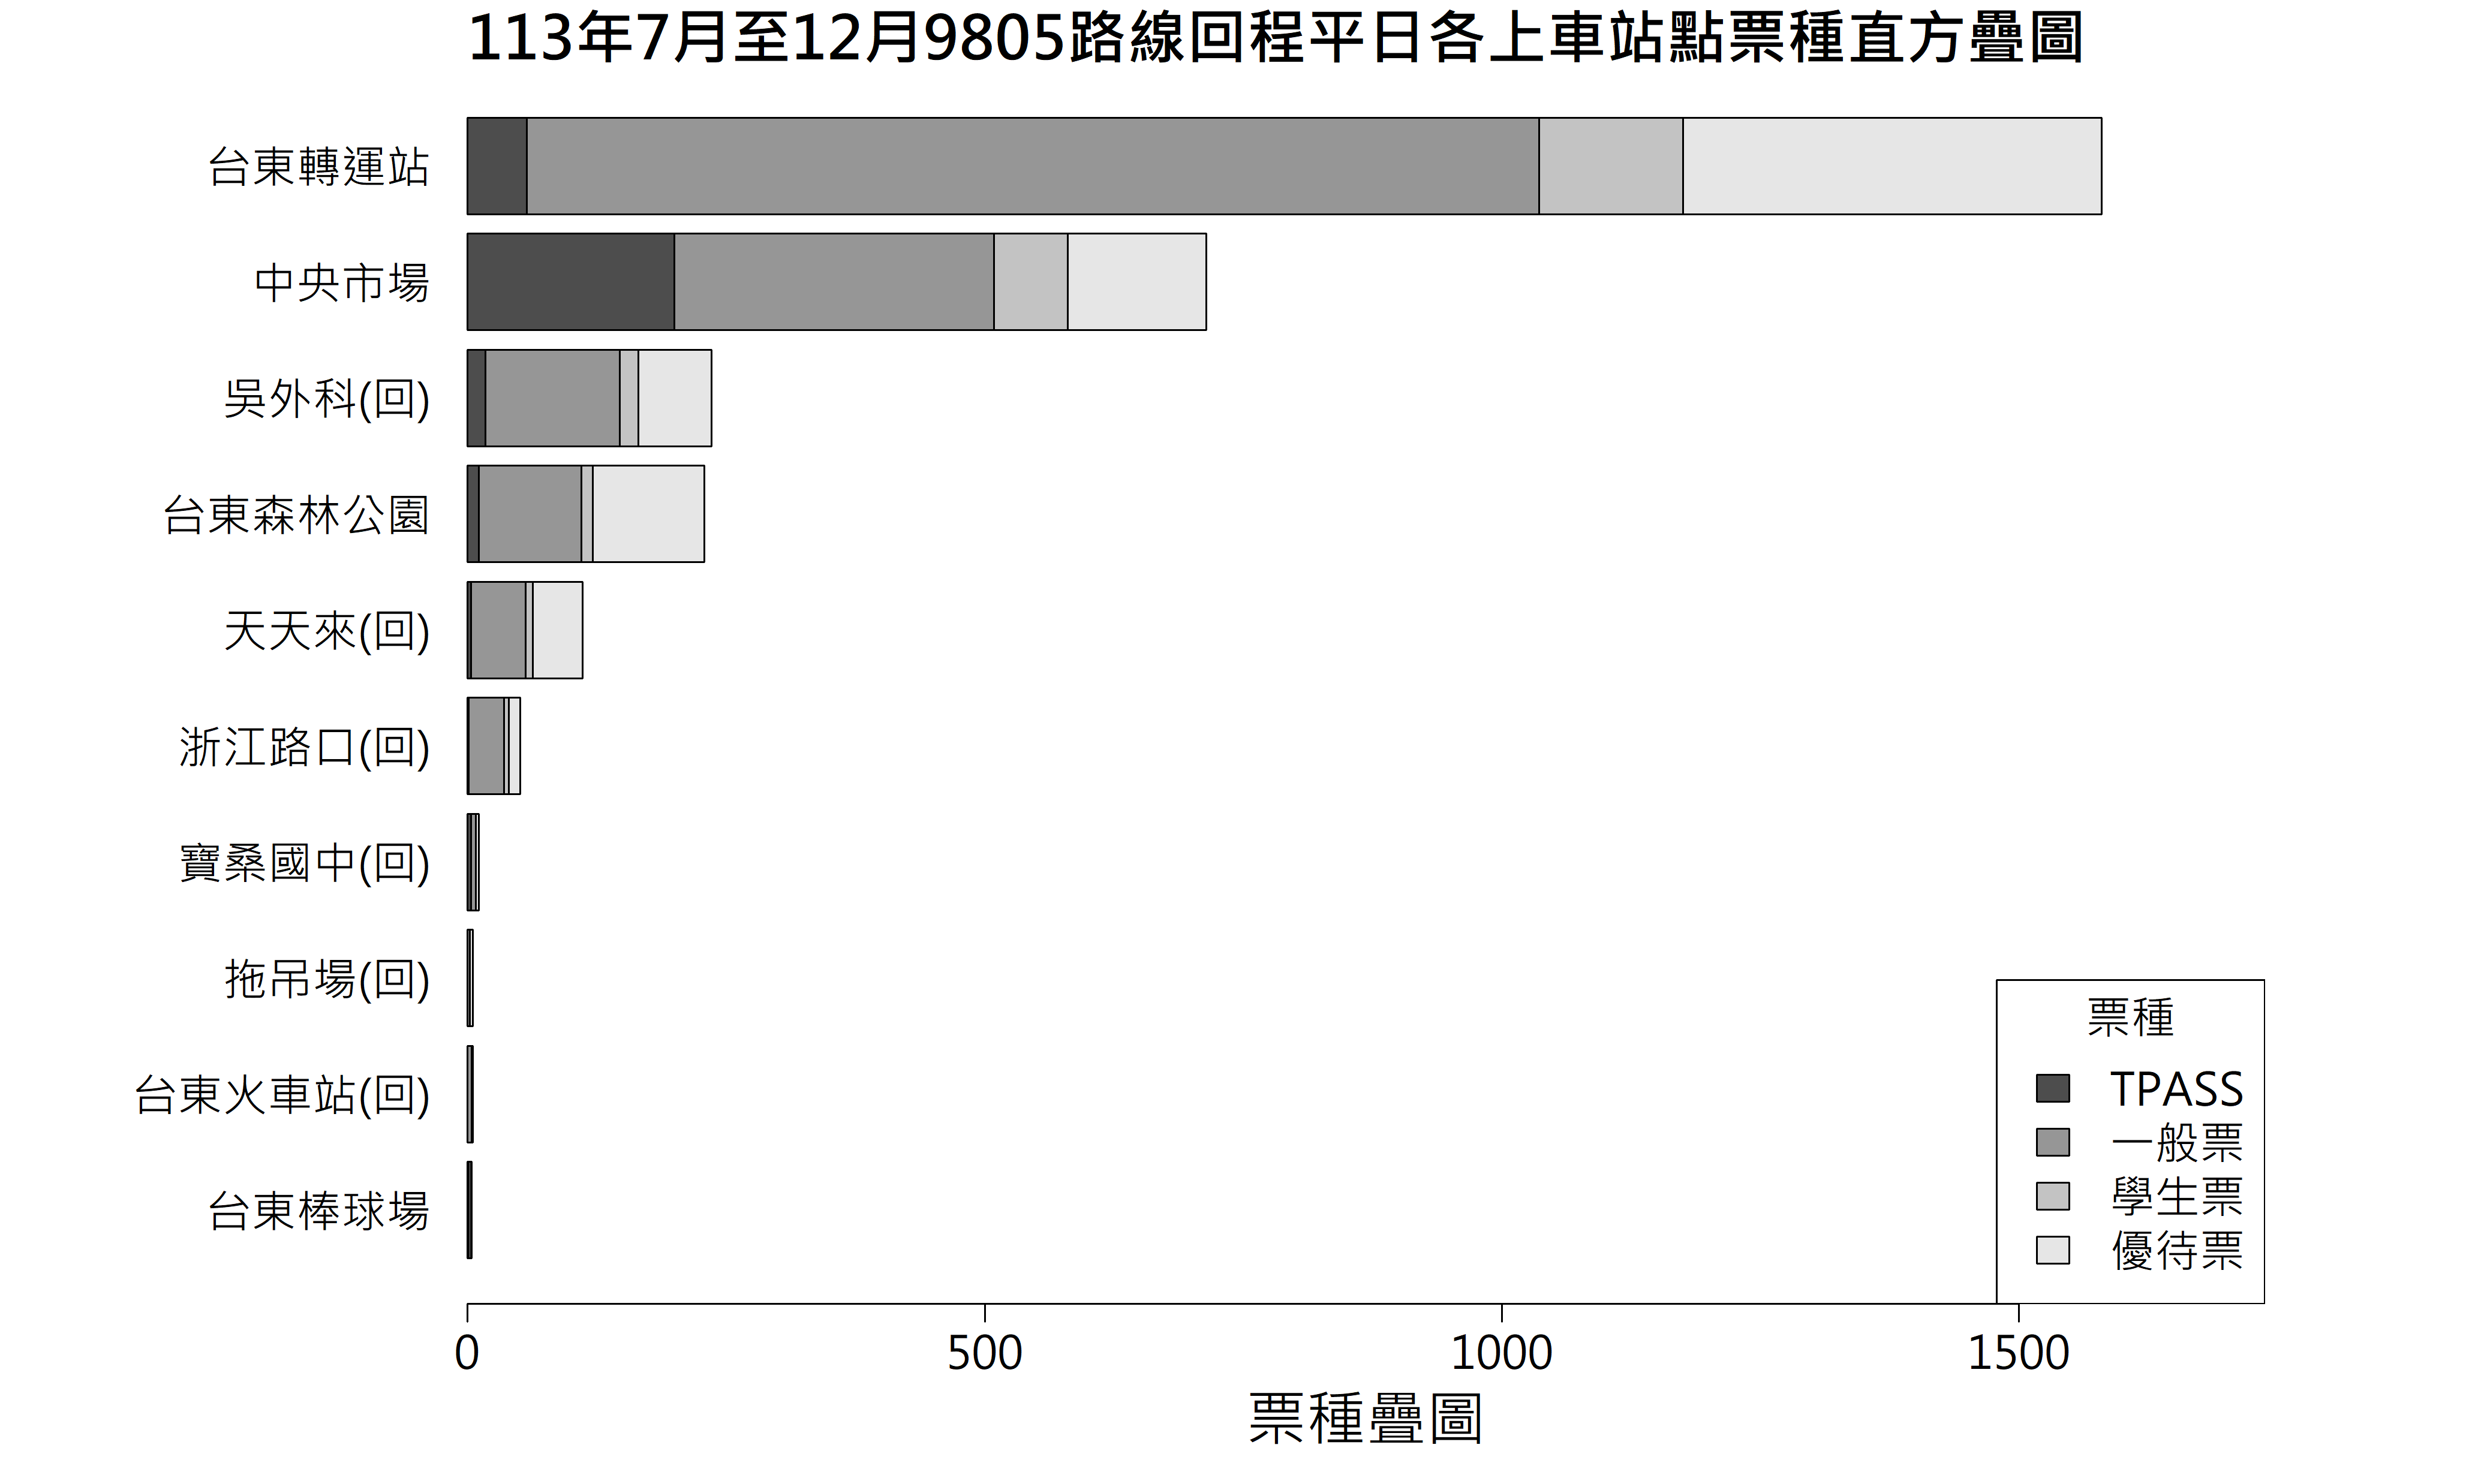 113年7月至12月9805路線回程平日各上車站點票種直方疊圖
台東轉運站
中央市場
吳外科(回)
台東森林公園
天天來(回)
浙江路口(回)
寶桑國中(回)
拖吊場(回)
台東火車站(回)
台東棒球場
票種
TPASS
一般票
學生票
優待票
0 500 1000 1500
票種疊圖